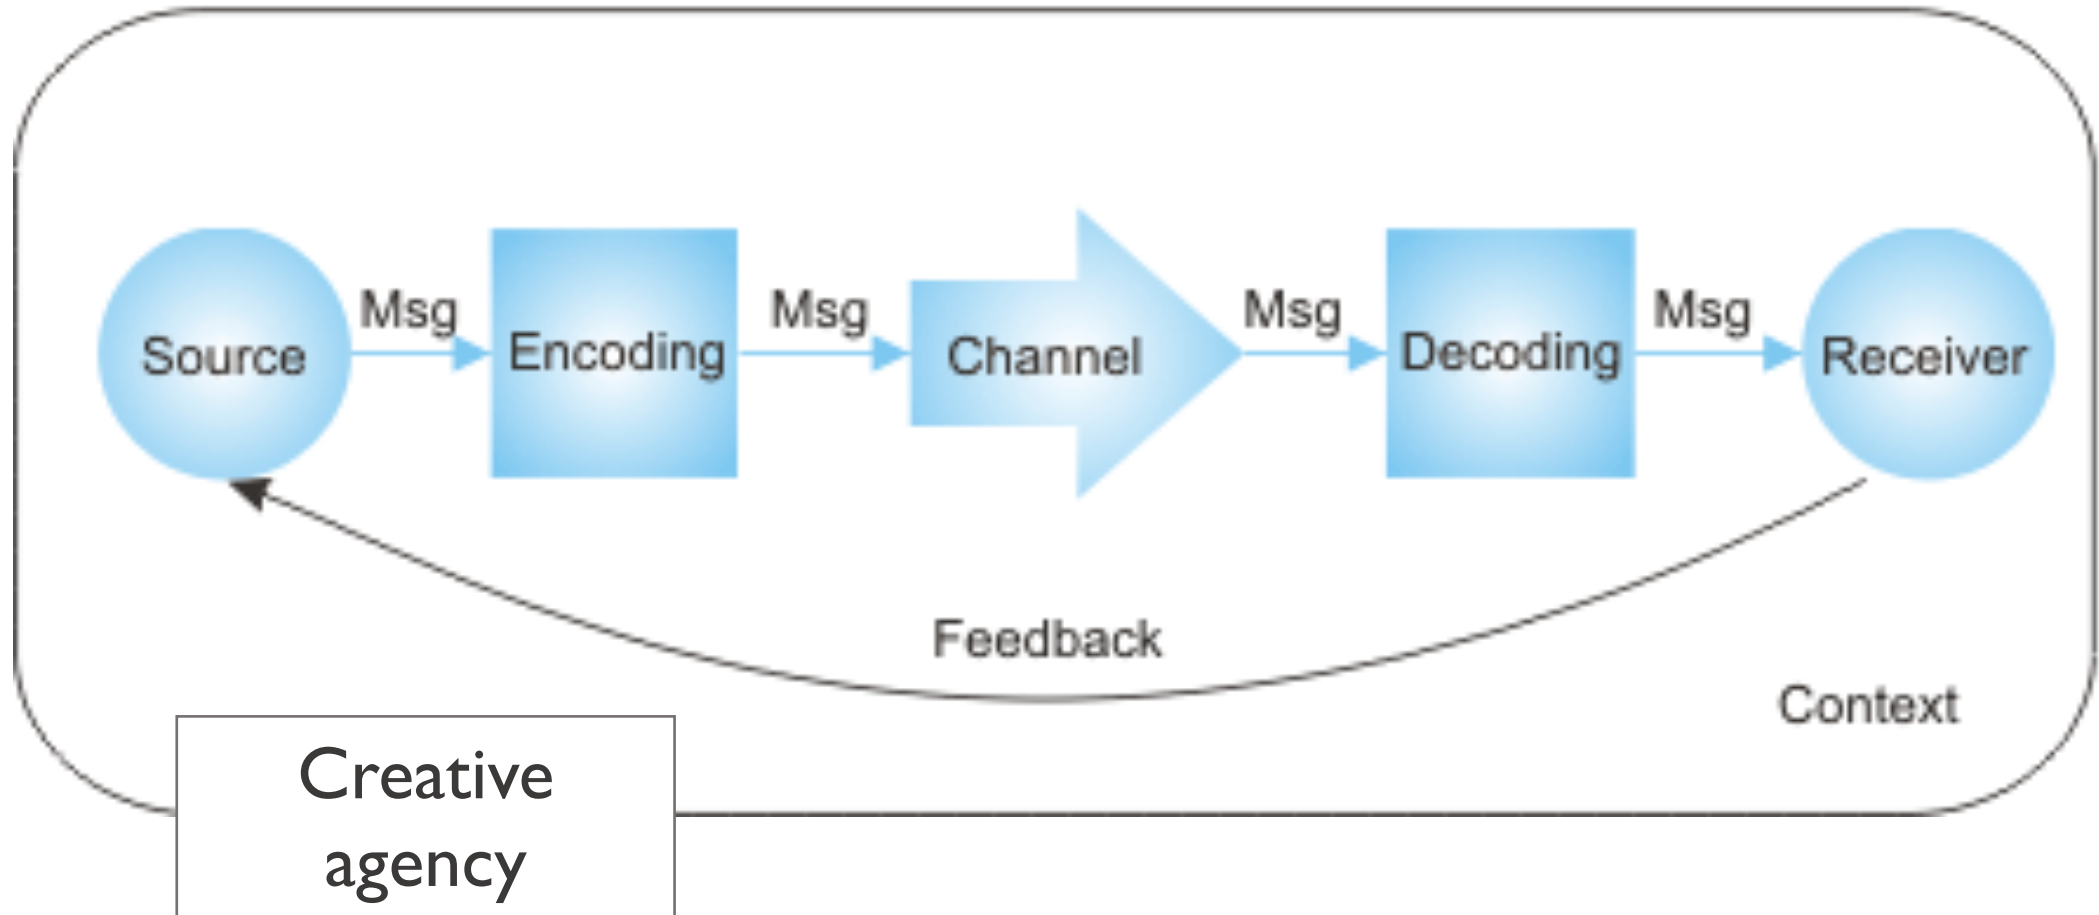 Msg
Msg
Msg
Msg
Source
Encoding
Channel
Decoding
Receiver
Feedback
Context
Creative
agency